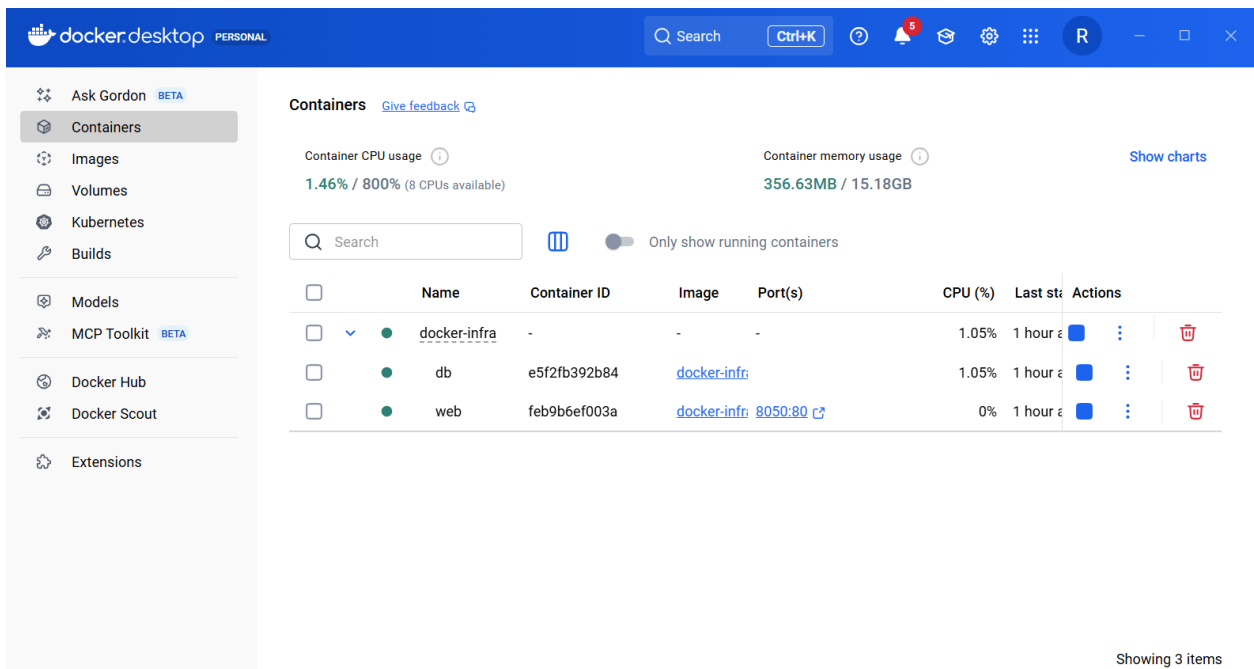 docker.desktop PERSONAL Search Ctrl+K 5 R
Ask Gordon BETA
Containers
Images
Volumes
Kubernetes
Builds
Models
MCP Toolkit BETA
Docker Hub
Docker Scout
Extensions
Containers Give feedback
Container CPU usage
1.46% / 800% (8 CPUs available)
Container memory usage
356.63MB / 15.18GB
Show charts
Search
Only show running containers
Name Container ID Image Port(s) CPU (%) Last sta Actions
docker-infra - - - 1.05% 1 hour a
db e5f2fb392b84 docker-infra 1.05% 1 hour a
web feb9b6ef003a docker-infra 8050:80 0% 1 hour a
Showing 3 items